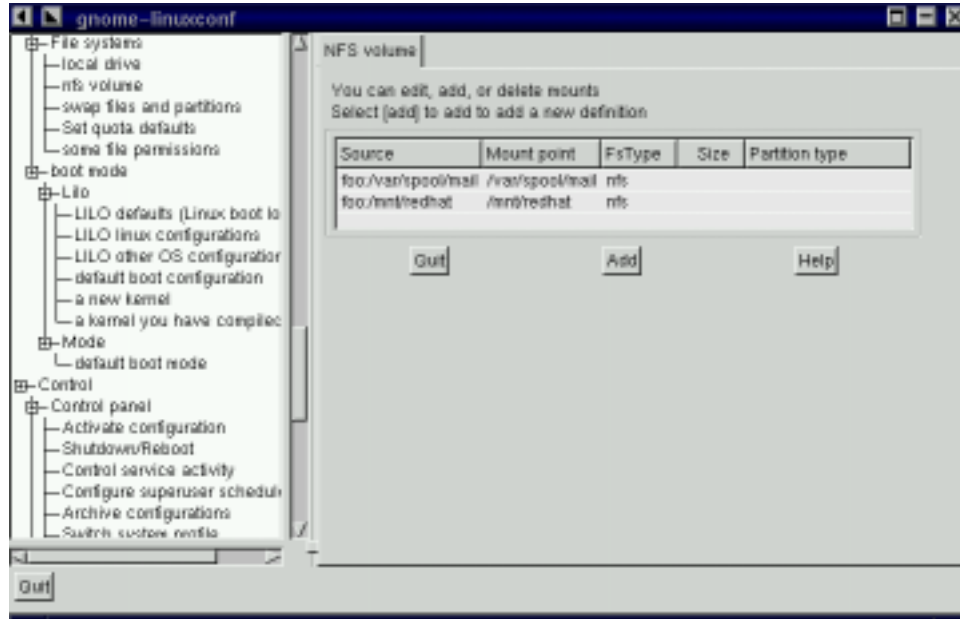 gnome-linuxconf
File systems
local drive
nfs volume
swap files and partitions
Set quota defaults
some file permissions
boot mode
Lilo
LILO defaults (Linux boot lo
LILO linux configurations
LILO other OS configuration
default boot configuration
a new kernel
a kernel you have compiled
Mode
default boot mode
Control
Control panel
Activate configuration
Shutdown/Reboot
Control service activity
Configure superuser schedul
Archive configurations
Switch system profile
Quit
NFS volume
You can edit, add, or delete mounts
Select [add] to add to add a new definition
Source Mount point FsType Size Partition type
foo:/var/spool/mail /var/spool/mail nfs
foo:/mnt/redhat /mnt/redhat nfs
Quit Add Help